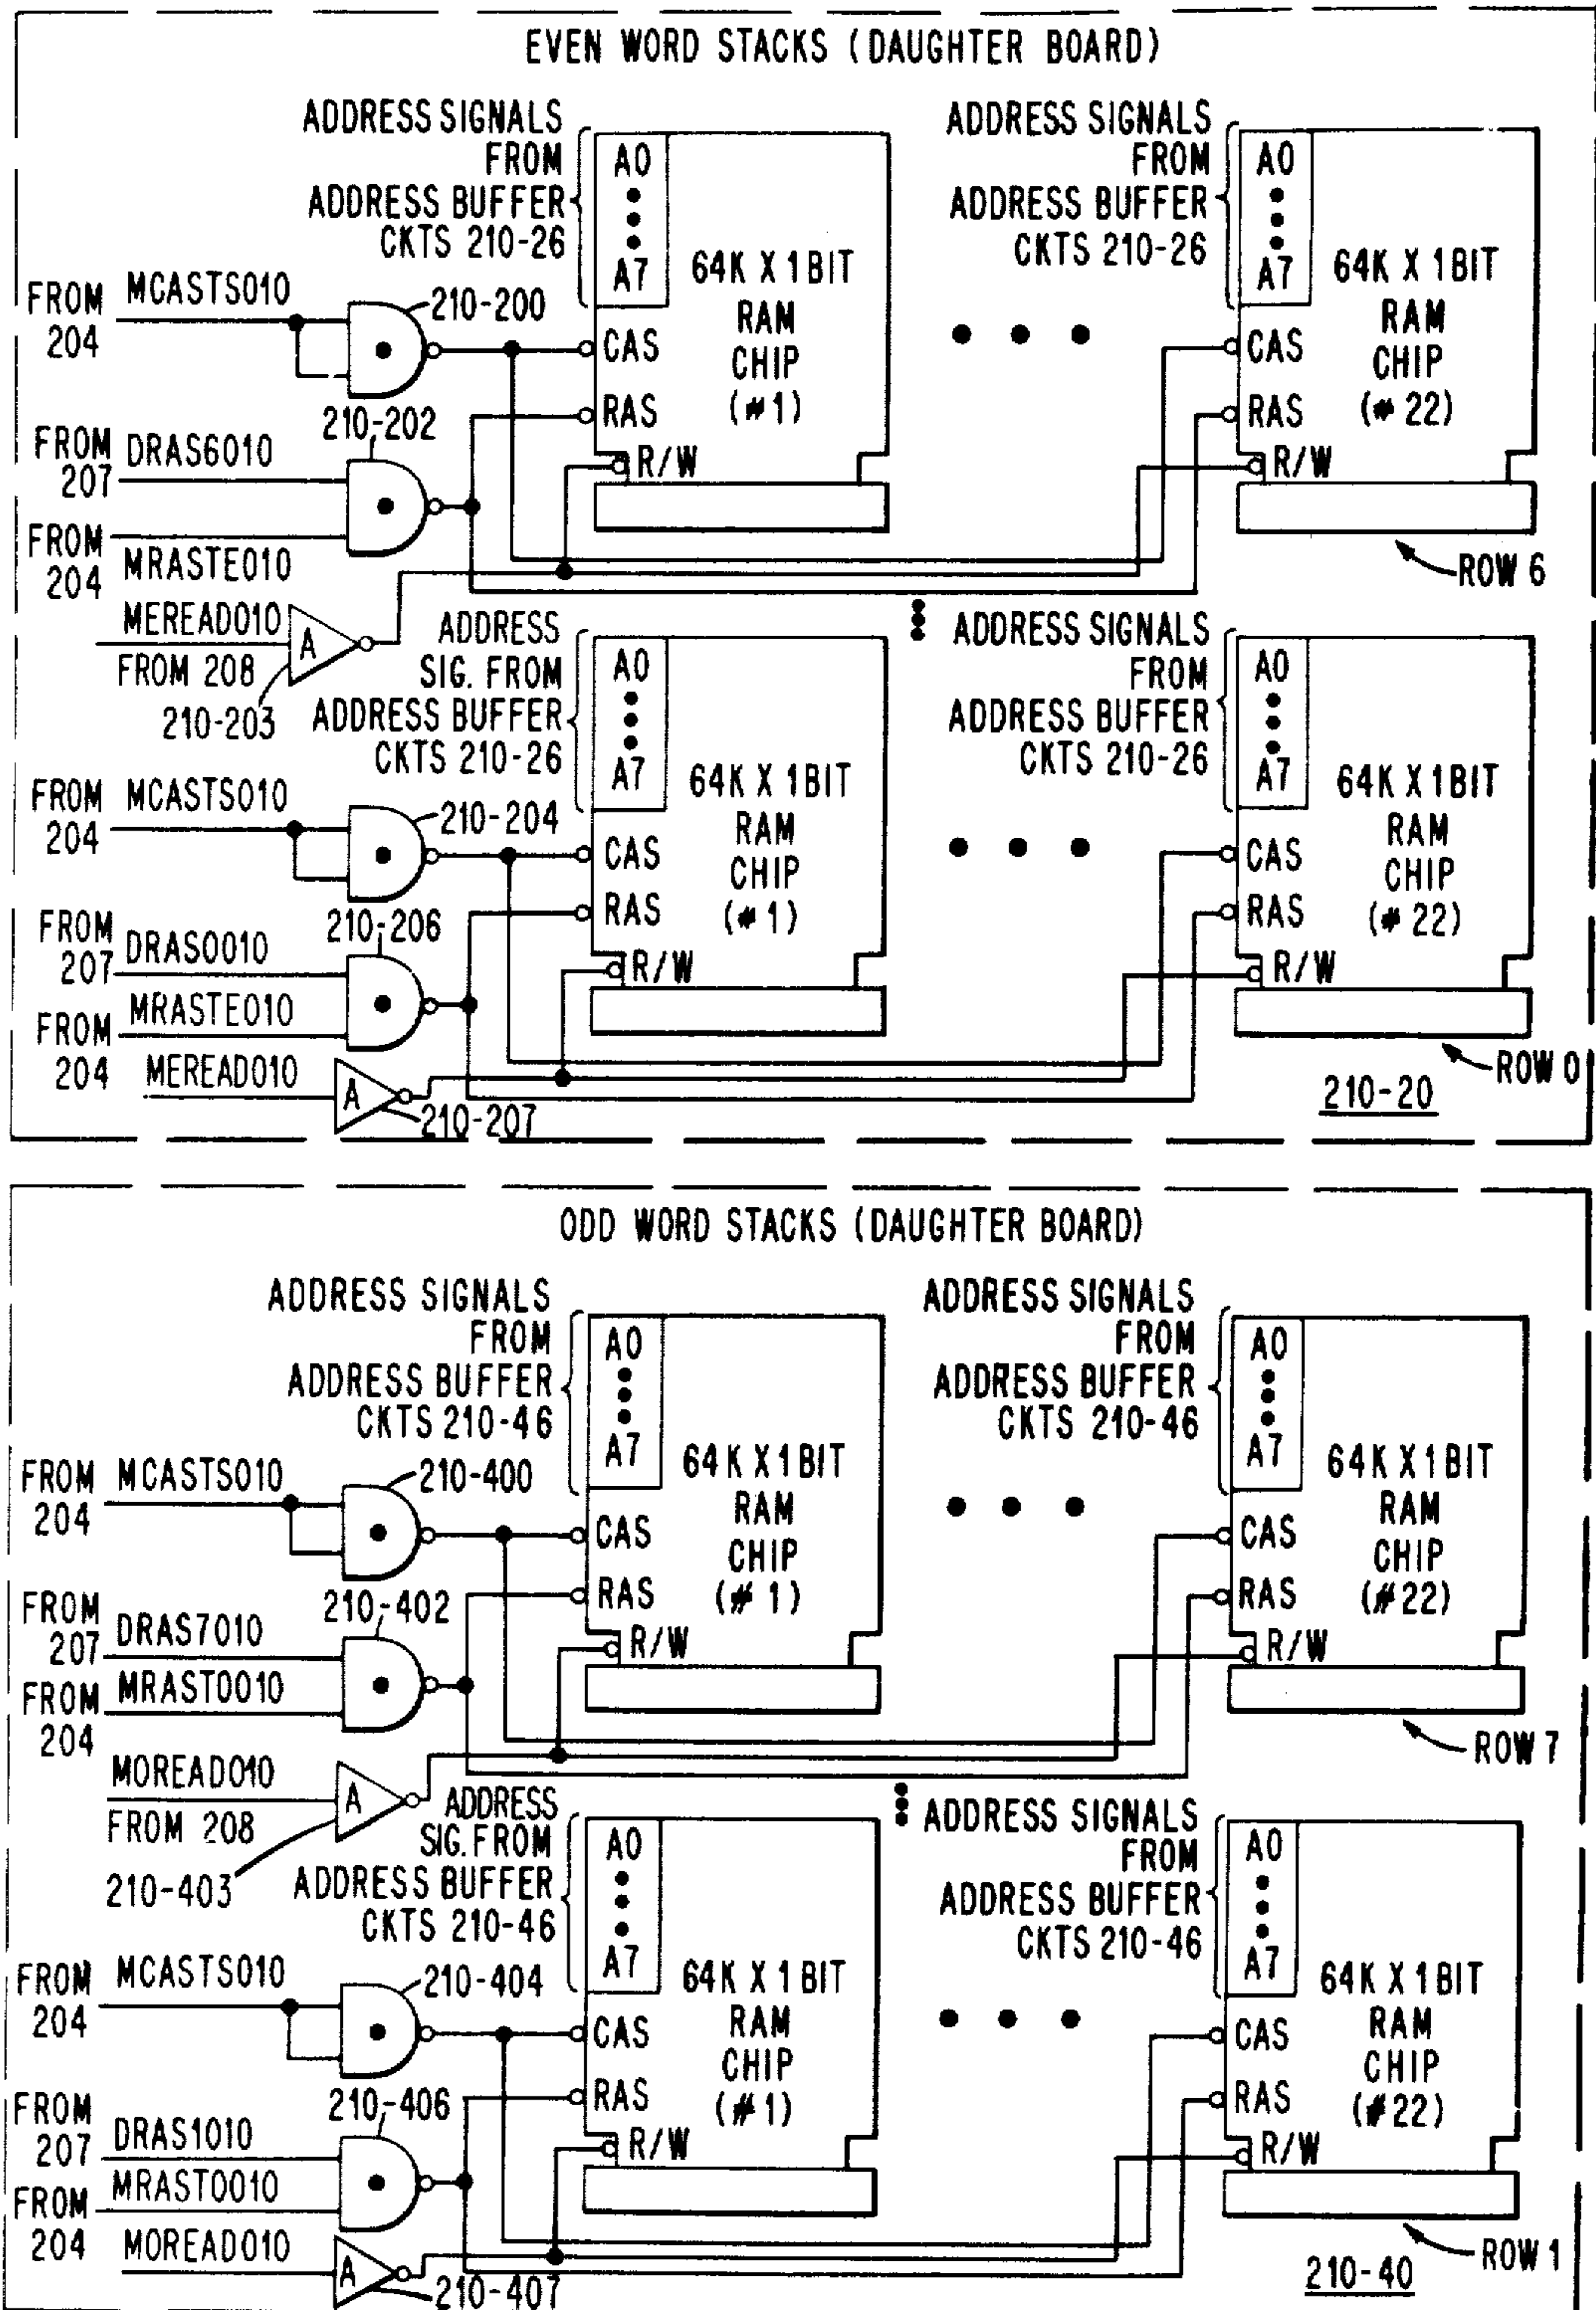 EVEN WORD STACKS (DAUGHTER BOARD)
ADDRESS SIGNALS
FROM
ADDRESS BUFFER
CKTS 210-26
A0
A7
64K X 1 BIT
RAM
CHIP
(#1)
CAS
RAS
R/W
ADDRESS SIGNALS
FROM
ADDRESS BUFFER
CKTS 210-26
A0
A7
64K X 1 BIT
RAM
CHIP
(#22)
CAS
RAS
R/W
ROW 6
FROM 204
MCASTS010
210-200
210-202
FROM 207
DRAS6010
FROM 204
MRASTE010
MEREAD010
FROM 208
A
210-203
ADDRESS
SIG. FROM
ADDRESS BUFFER
CKTS 210-26
A0
A7
64K X 1 BIT
RAM
CHIP
(#1)
CAS
RAS
R/W
ADDRESS SIGNALS
FROM
ADDRESS BUFFER
CKTS 210-26
A0
A7
64K X 1 BIT
RAM
CHIP
(#22)
CAS
RAS
R/W
ROW 0
FROM 204
MCASTS010
210-204
210-206
FROM 207
DRAS0010
FROM 204
MRASTE010
MEREAD010
A
210-207
210-20
ODD WORD STACKS (DAUGHTER BOARD)
ADDRESS SIGNALS
FROM
ADDRESS BUFFER
CKTS 210-46
A0
A7
64K X 1 BIT
RAM
CHIP
(#1)
CAS
RAS
R/W
ADDRESS SIGNALS
FROM
ADDRESS BUFFER
CKTS 210-46
A0
A7
64K X 1 BIT
RAM
CHIP
(#22)
CAS
RAS
R/W
ROW 7
FROM 204
MCASTS010
210-400
210-402
FROM 207
DRAS7010
FROM 204
MRASTO010
MOREAD010
FROM 208
A
210-403
ADDRESS
SIG. FROM
ADDRESS BUFFER
CKTS 210-46
A0
A7
64K X 1 BIT
RAM
CHIP
(#1)
CAS
RAS
R/W
ADDRESS SIGNALS
FROM
ADDRESS BUFFER
CKTS 210-46
A0
A7
64K X 1 BIT
RAM
CHIP
(#22)
CAS
RAS
R/W
ROW 1
FROM 204
MCASTS010
210-404
210-406
FROM 207
DRAS1010
FROM 204
MRASTO010
MOREAD010
A
210-407
210-40